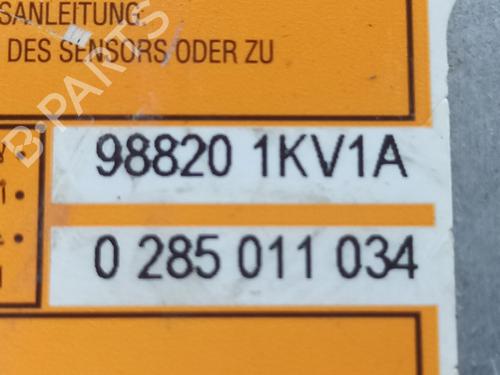 SANLEITUNG.
DES SENSORS ODER ZU
98820 1KV1A
0 285 011 034
B-PARTS